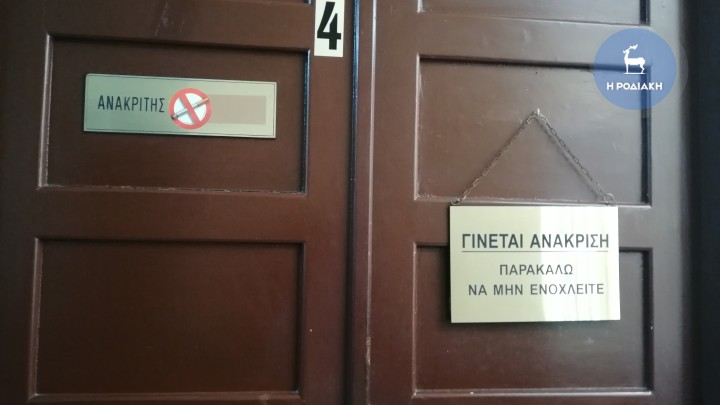 4
Η ΡΟΔΙΑΚΗ
ΑΝΑΚΡΙΤΗΣ
ΓΙΝΕΤΑΙ ΑΝΑΚΡΙΣΗ
ΠΑΡΑΚΑΛΩ
ΝΑ ΜΗΝ ΕΝΟΧΛΕΙΤΕ